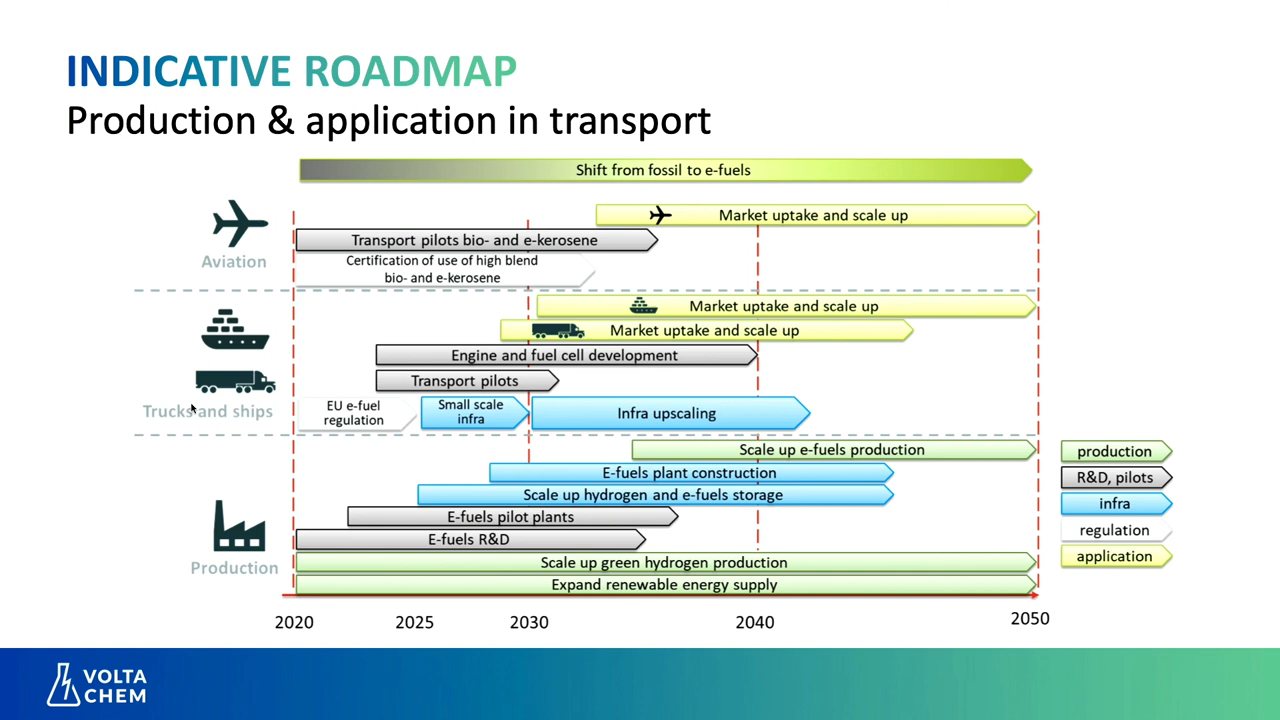 INDICATIVE ROADMAP
Production & application in transport
Shift from fossil to e-fuels
Market uptake and scale up
Transport pilots bio- and e-kerosene
Aviation
Certification of use of high blend
bio- and e-kerosene
Market uptake and scale up
Market uptake and scale up
Engine and fuel cell development
Transport pilots
Trucks and ships
EU e-fuel
regulation
Small scale
infra
Infra upscaling
Scale up e-fuels production
E-fuels plant construction
Scale up hydrogen and e-fuels storage
E-fuels pilot plants
E-fuels R&D
Production
Scale up green hydrogen production
Expand renewable energy supply
production
R&D, pilots
infra
regulation
application
2020 2025 2030 2040 2050
VOLTA
CHEM